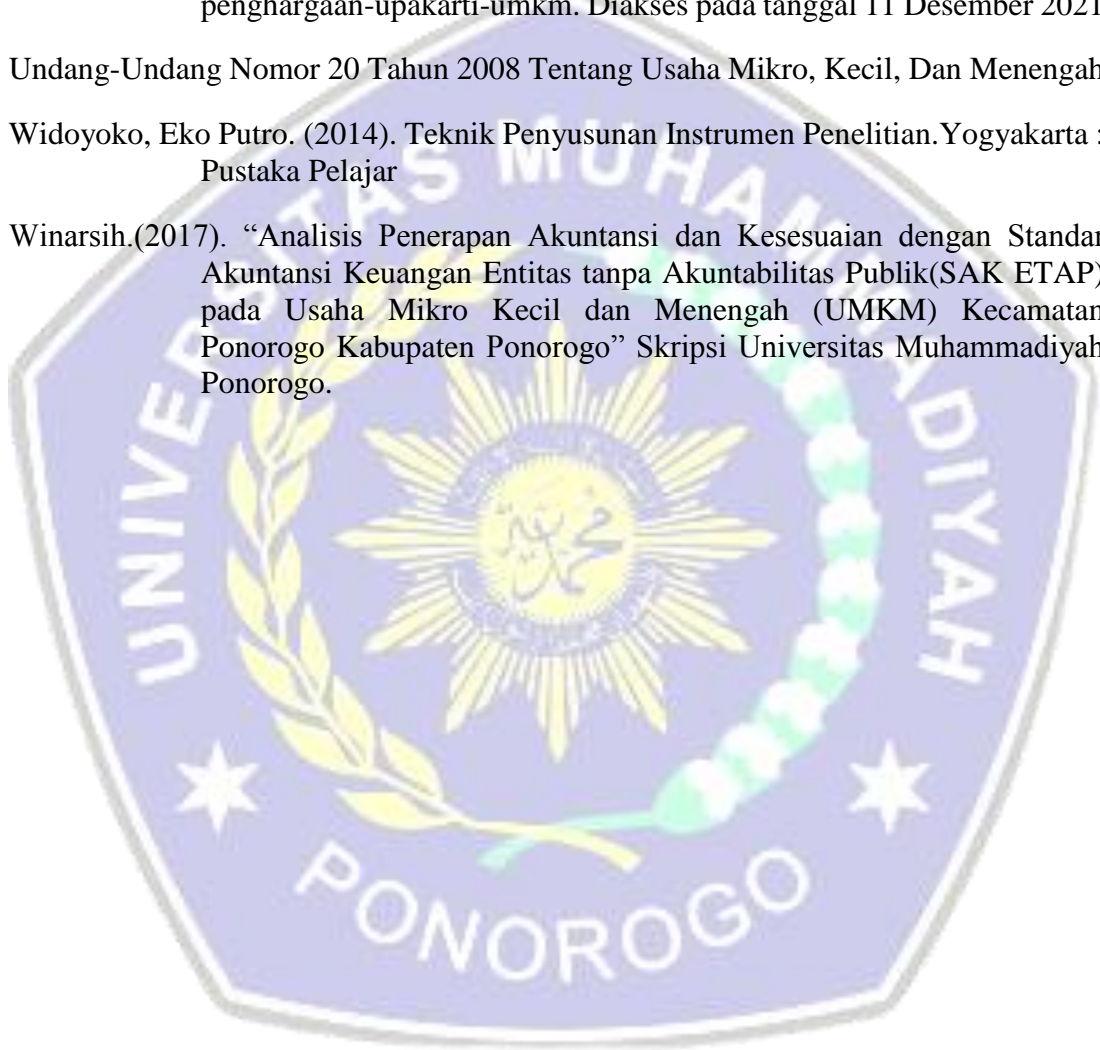 penghargaan-upakarti-umkm. Diakses pada tanggal 11 Desember 2021
Undang-Undang Nomor 20 Tahun 2008 Tentang Usaha Mikro, Kecil, Dan Menengah
Widoyoko, Eko Putro. (2014). Teknik Penyusunan Instrumen Penelitian.Yogyakarta :
Pustaka Pelajar
Winarsih.(2017). “Analisis Penerapan Akuntansi dan Kesesuaian dengan Standar
Akuntansi Keuangan Entitas tanpa Akuntabilitas Publik(SAK ETAP)
pada Usaha Mikro Kecil dan Menengah (UMKM) Kecamatan
Ponorogo Kabupaten Ponorogo” Skripsi Universitas Muhammadiyah
Ponorogo.
UNIVERSITAS MUHAMMADIYAH
PONOROGO
محمدية